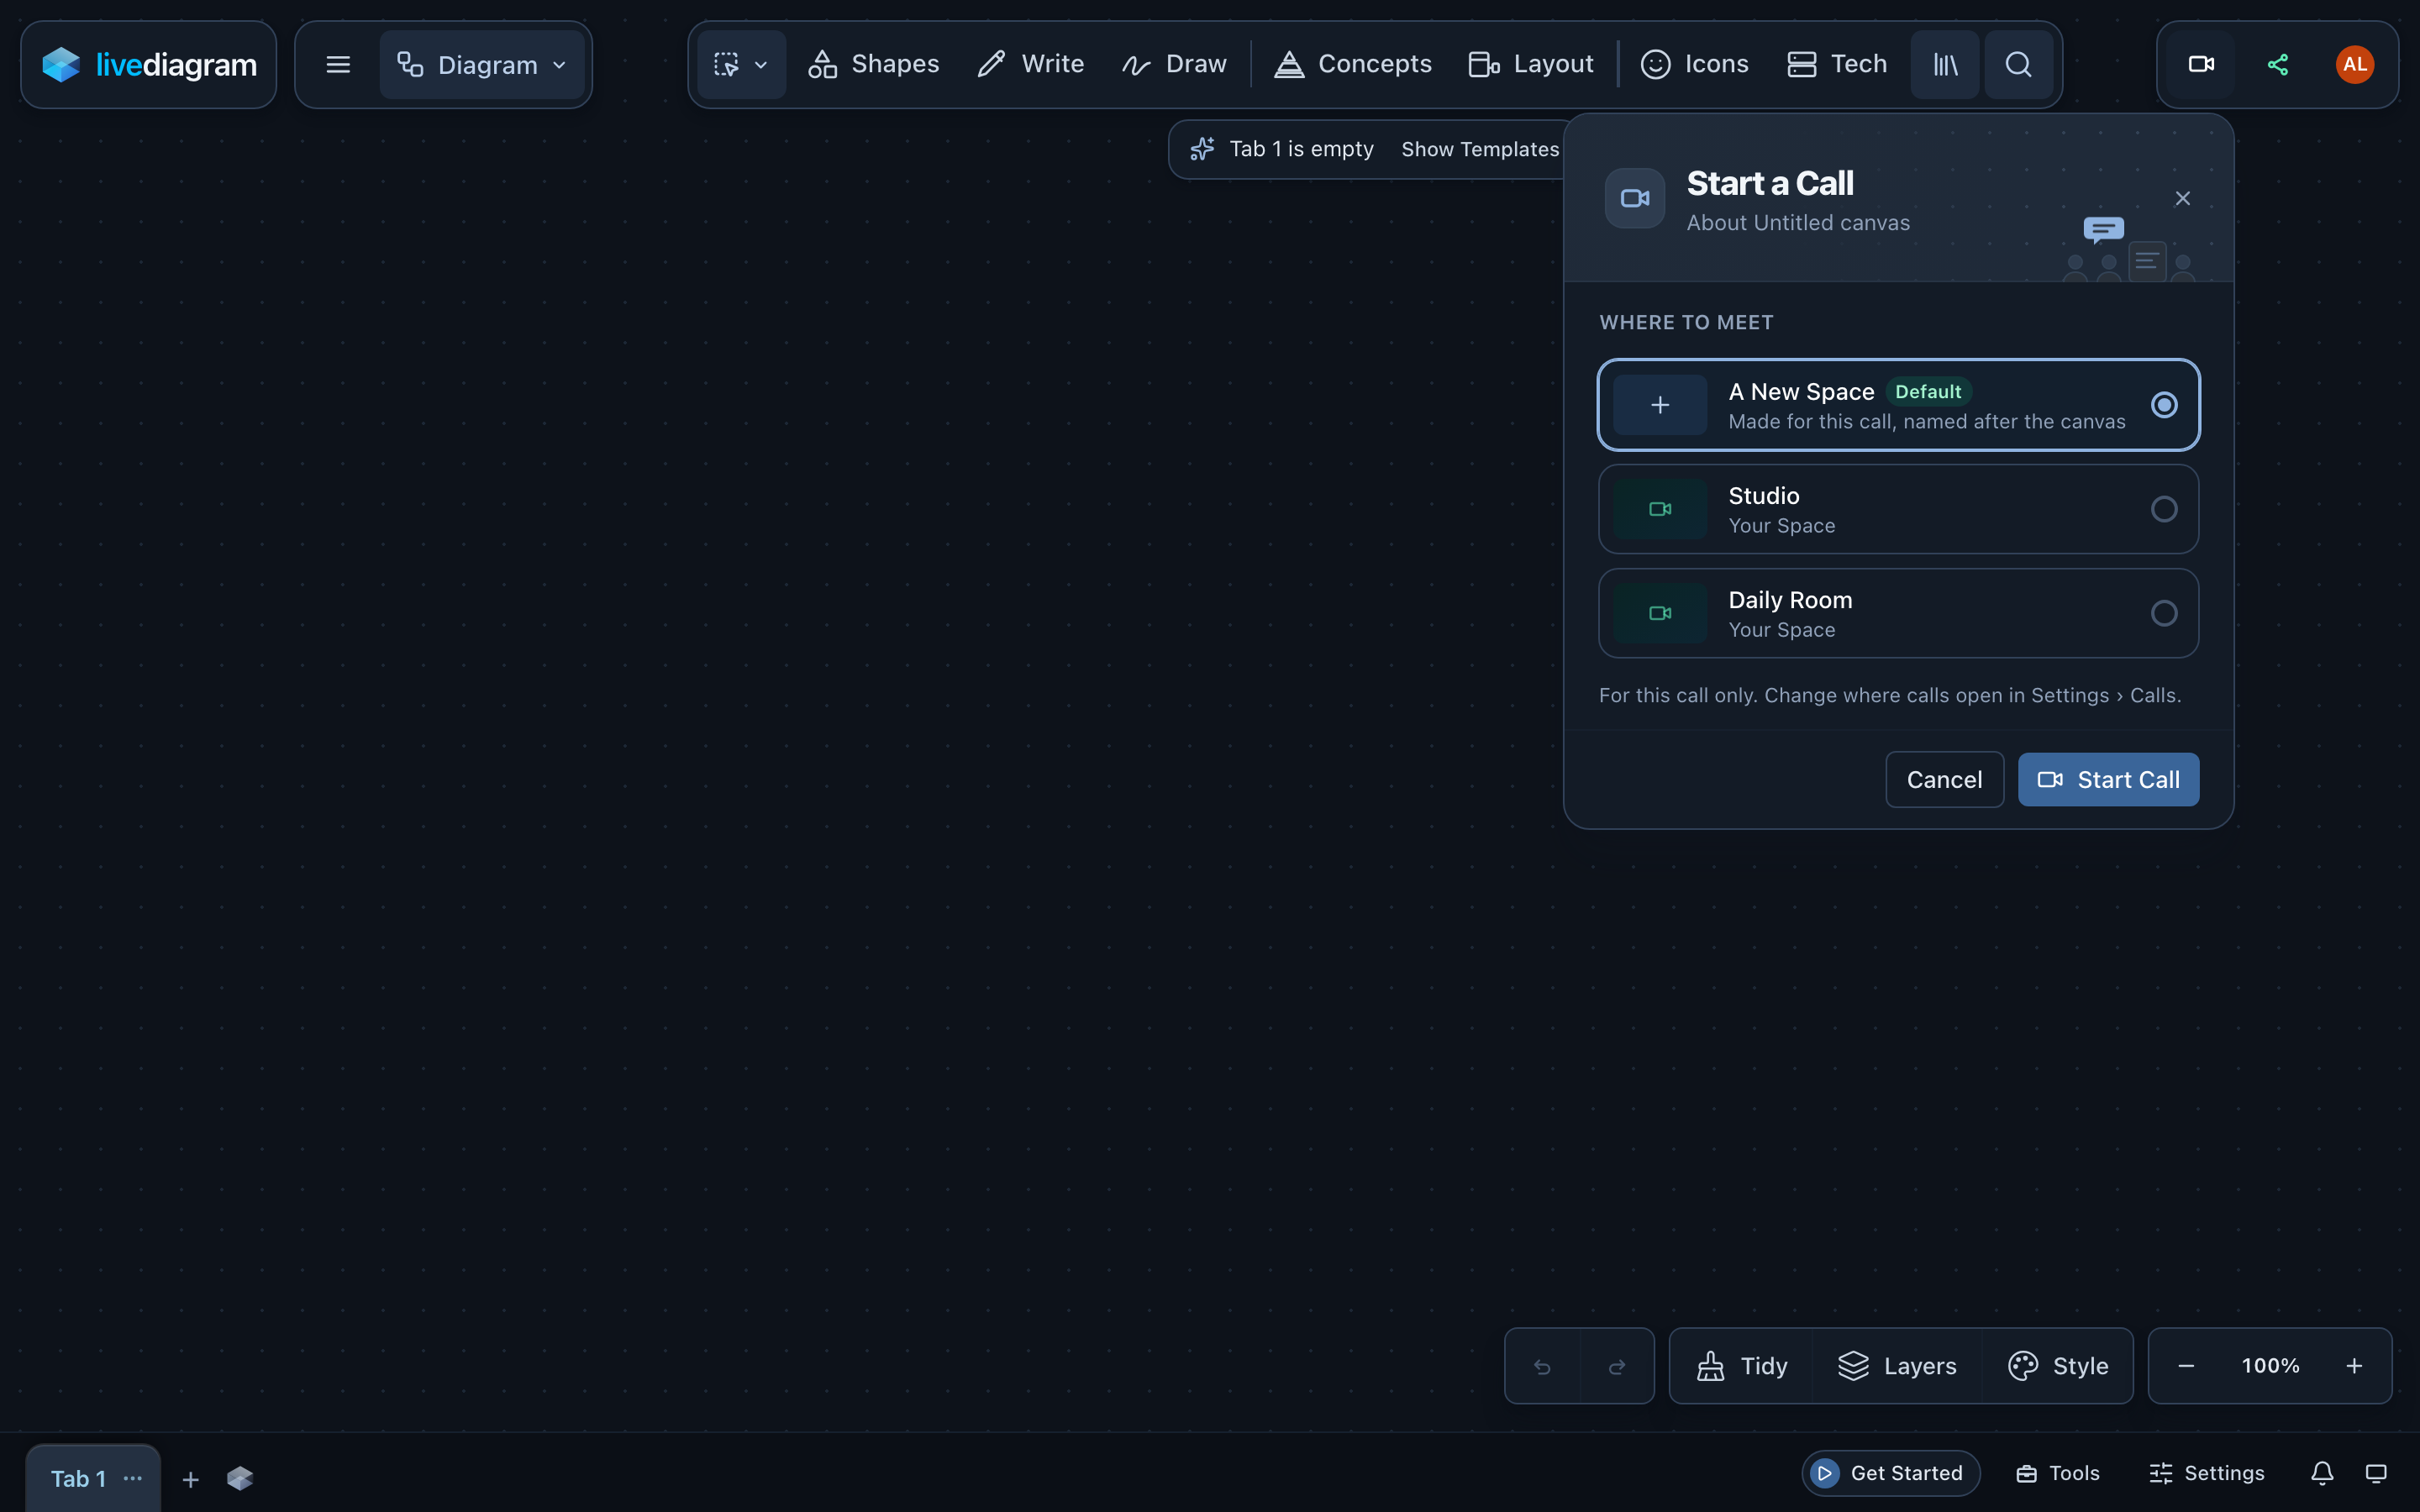 livediagram
Diagram
Shapes
Write
Draw
Concepts
Layout
Icons
Tech
AL
Tab 1 is empty
Show Templates
Start a Call
About Untitled canvas
WHERE TO MEET
A New Space
Default
Made for this call, named after the canvas
Studio
Your Space
Daily Room
Your Space
For this call only. Change where calls open in Settings › Calls.
Cancel
Start Call
Tidy
Layers
Style
100%
Tab 1
Get Started
Tools
Settings